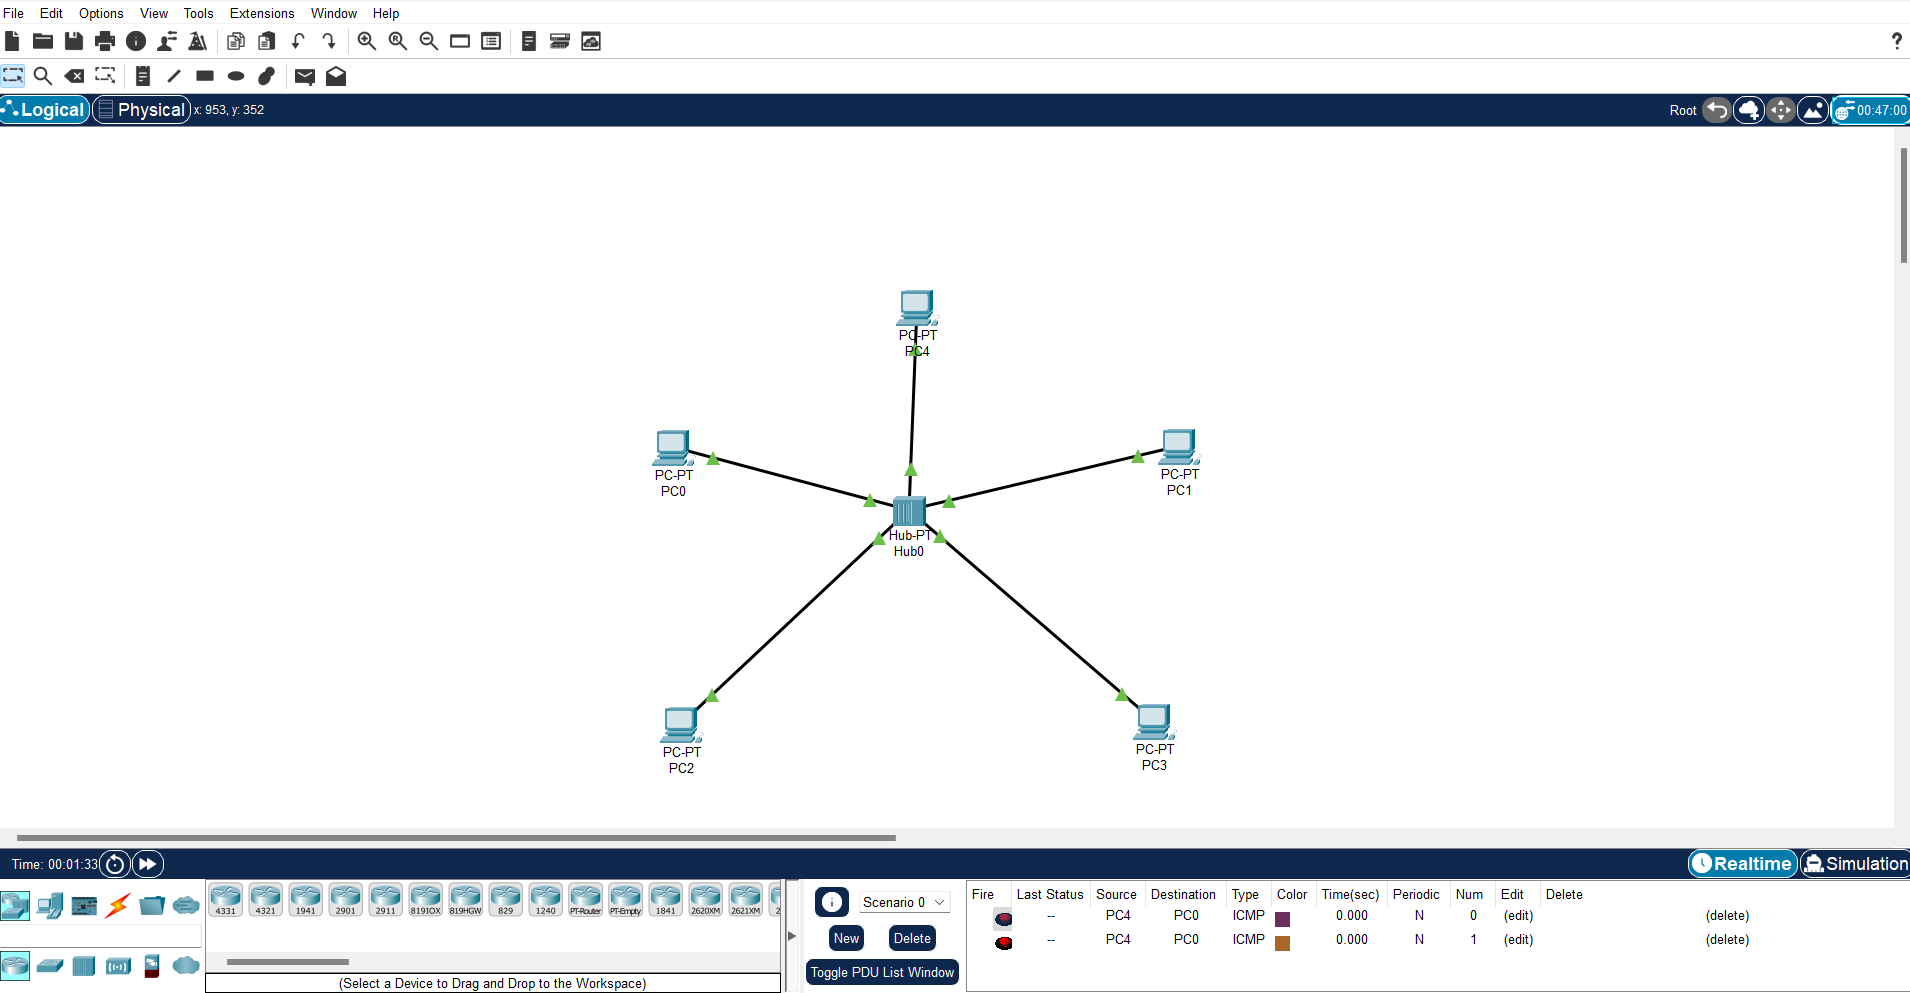 File Edit Options View Tools Extensions Window Help
?
Logical Physical x: 953, y: 352 Root 00:47:00
PC-PT
PC4
PC-PT
PC0
PC-PT
PC1
Hub-PT
Hub0
PC-PT
PC2
PC-PT
PC3
Time: 00:01:33 Realtime Simulation
4331 4321 1941 2901 2911 819IOX 819HGW 829 1240 PT-Router PT-Empty 1841 2620XM 2621XM 2
(Select a Device to Drag and Drop to the Workspace)
Scenario 0
New Delete
Toggle PDU List Window
Fire Last Status Source Destination Type Color Time(sec) Periodic Num Edit Delete
-- PC4 PC0 ICMP 0.000 N 0 (edit) (delete)
-- PC4 PC0 ICMP 0.000 N 1 (edit) (delete)